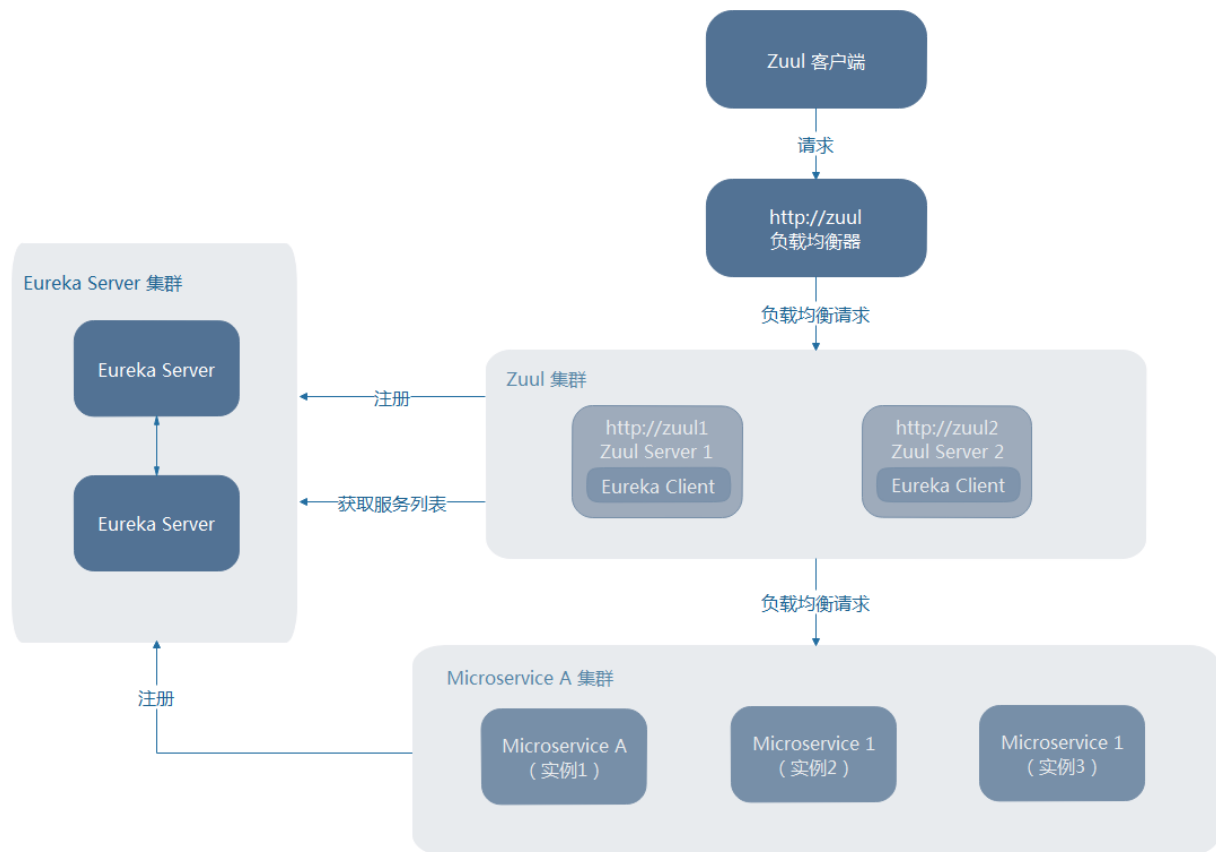 Zuul 客户端
请求
http://zuul
负载均衡器
负载均衡请求
Eureka Server 集群
Eureka Server
Eureka Server
注册
获取服务列表
Zuul 集群
http://zuul1
Zuul Server 1
Eureka Client
http://zuul2
Zuul Server 2
Eureka Client
负载均衡请求
注册
Microservice A 集群
Microservice A
（实例1）
Microservice 1
（实例2）
Microservice 1
（实例3）